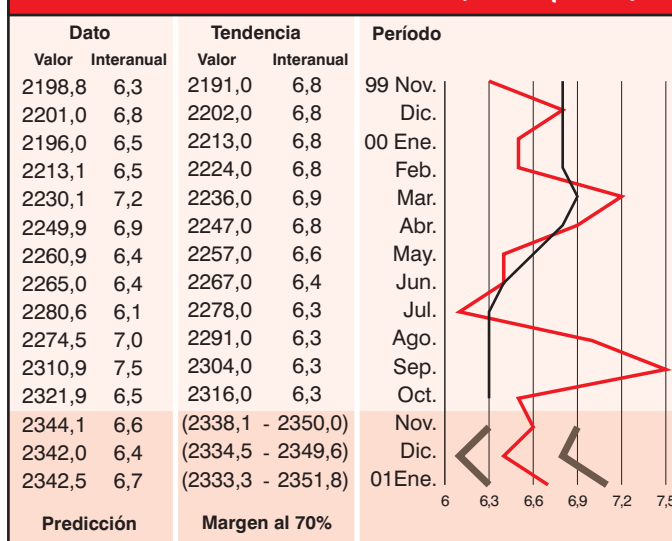 Dato Tendencia Período
Valor Interanual Valor Interanual
2198,8 6,3 2191,0 6,8 99 Nov.
2201,0 6,8 2202,0 6,8 Dic.
2196,0 6,5 2213,0 6,8 00 Ene.
2213,1 6,5 2224,0 6,8 Feb.
2230,1 7,2 2236,0 6,9 Mar.
2249,9 6,9 2247,0 6,8 Abr.
2260,9 6,4 2257,0 6,6 May.
2265,0 6,4 2267,0 6,4 Jun.
2280,6 6,1 2278,0 6,3 Jul.
2274,5 7,0 2291,0 6,3 Ago.
2310,9 7,5 2304,0 6,3 Sep.
2321,9 6,5 2316,0 6,3 Oct.
2344,1 6,6 (2338,1 - 2350,0) Nov.
2342,0 6,4 (2334,5 - 2349,6) Dic.
2342,5 6,7 (2333,3 - 2351,8) 01Ene.
6 6,3 6,6 6,9 7,2 7,5
Predicción Margen al 70%